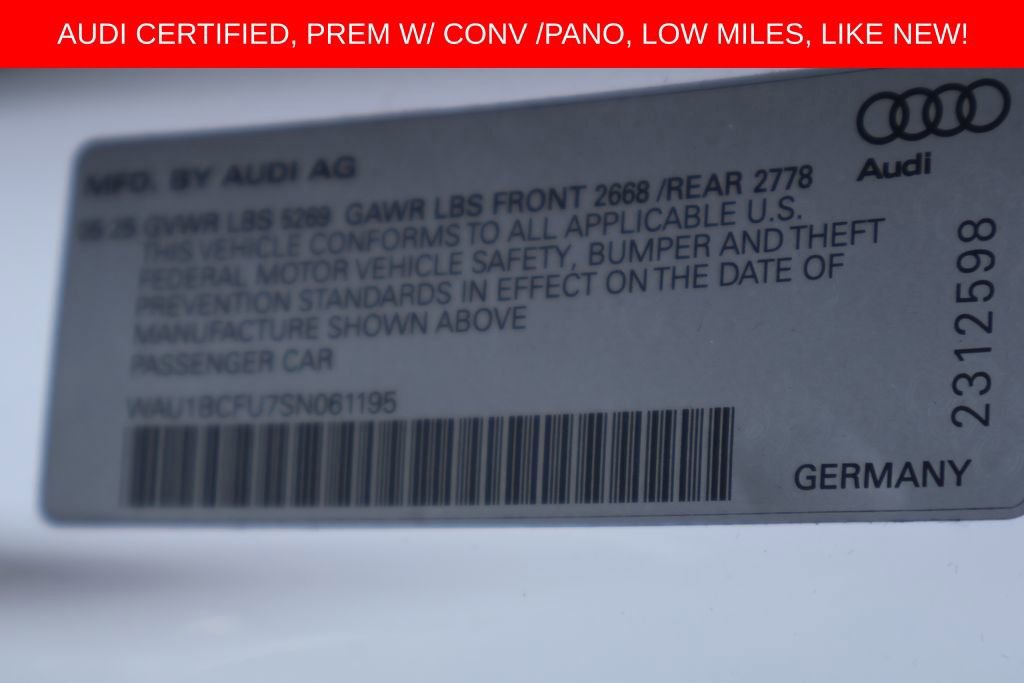 AUDI CERTIFIED, PREM W/ CONV /PANO, LOW MILES, LIKE NEW!
Audi
MFD. BY AUDI AG
GVWR LBS 5269 GAWR LBS FRONT 2668 /REAR 2778
THIS VEHICLE CONFORMS TO ALL APPLICABLE U.S.
FEDERAL MOTOR VEHICLE SAFETY, BUMPER AND THEFT
PREVENTION STANDARDS IN EFFECT ON THE DATE OF
MANUFACTURE SHOWN ABOVE
PASSENGER CAR
WAU1BCFU7SN061195
GERMANY
2312598